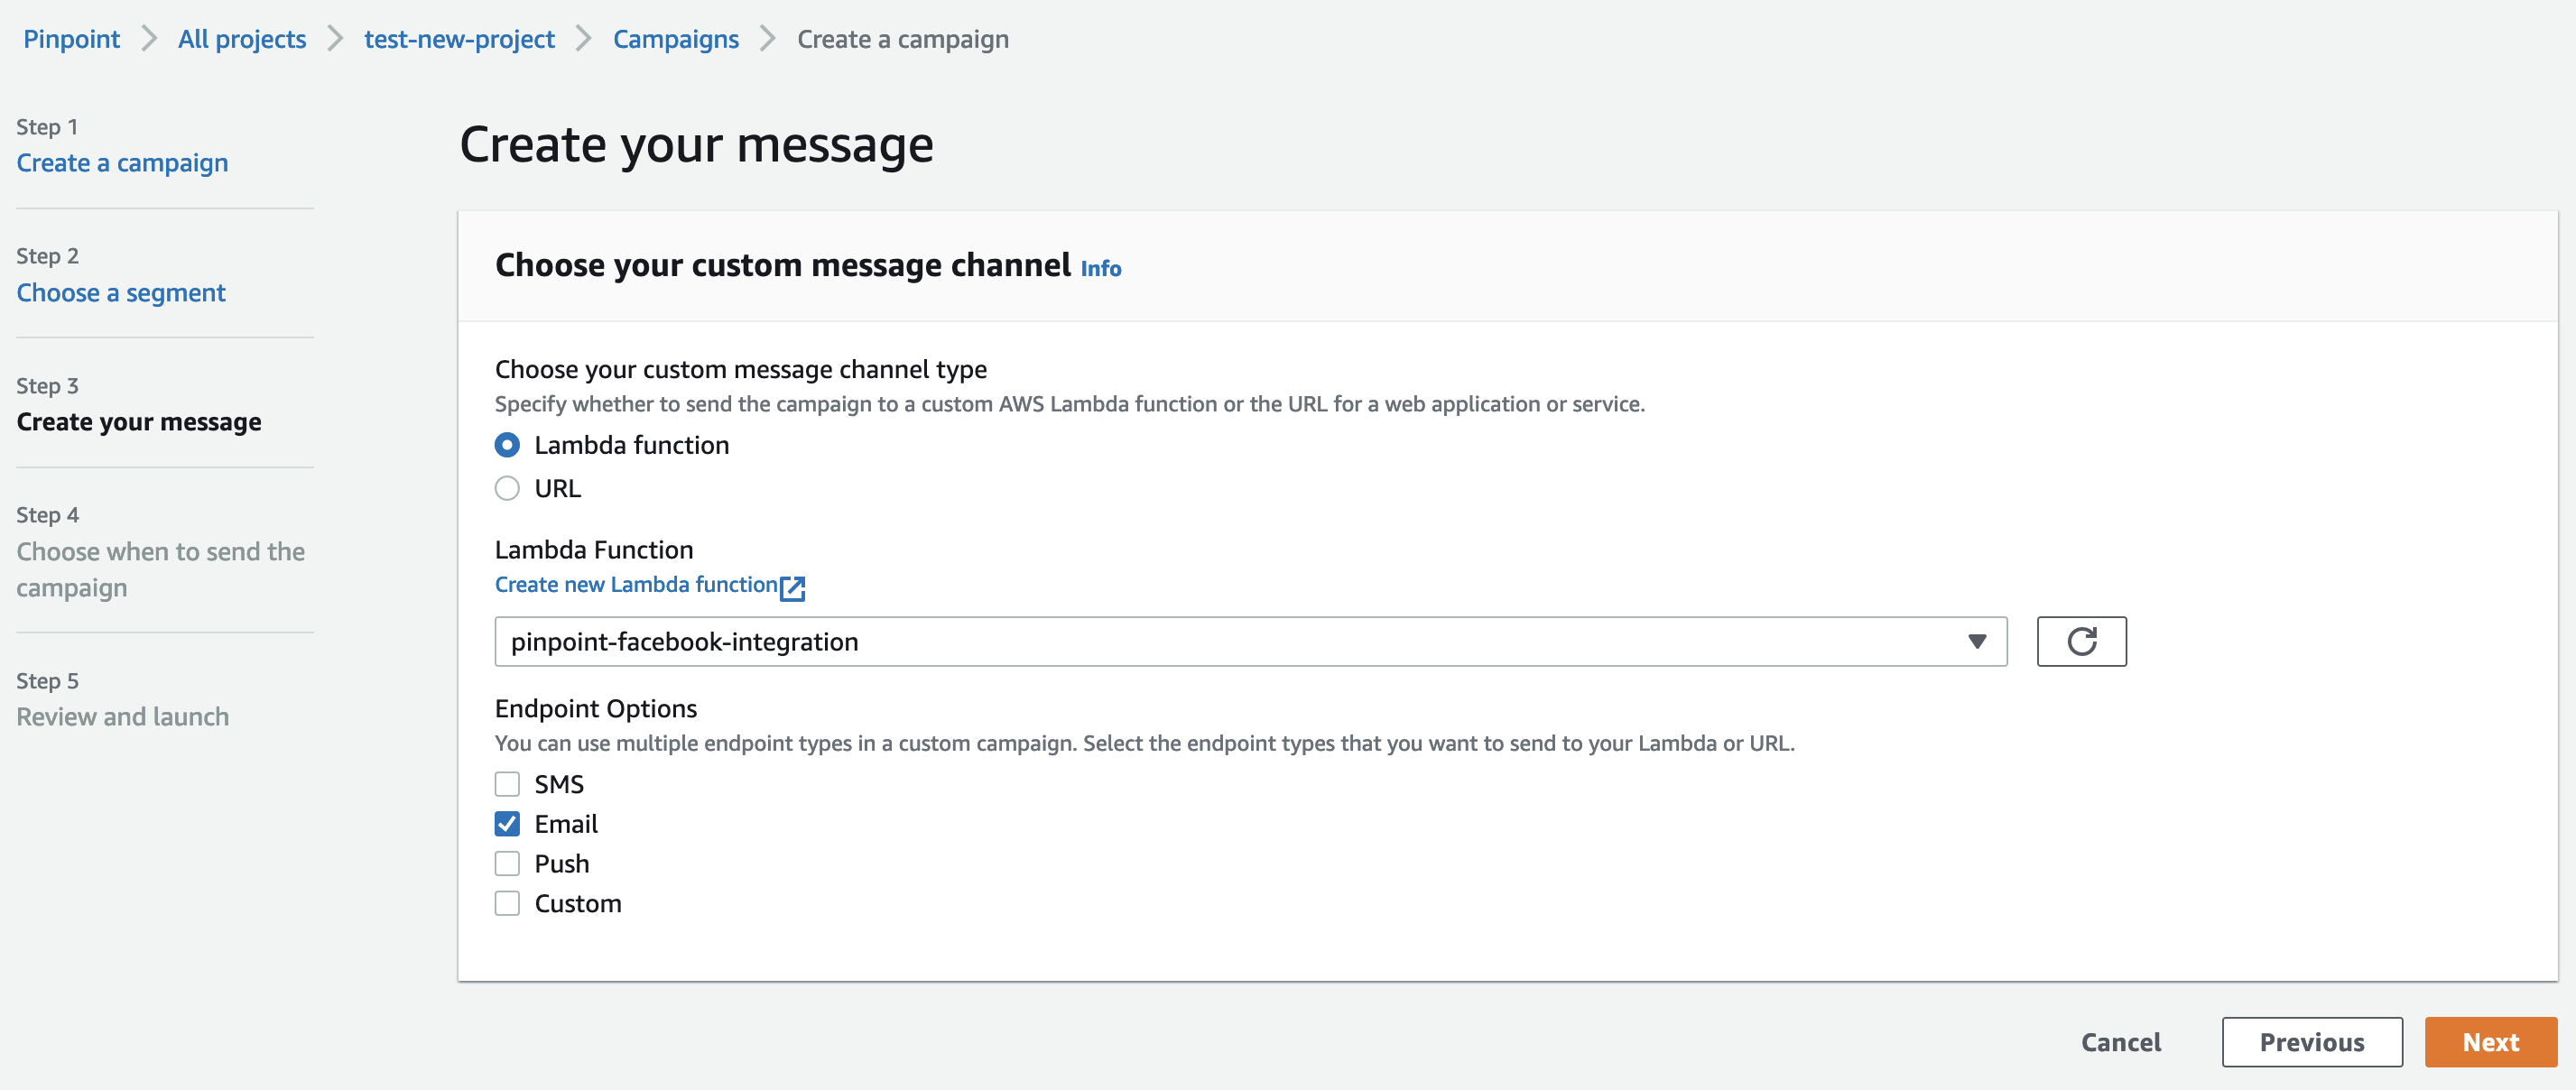 Pinpoint > All projects > test-new-project > Campaigns > Create a campaign
Step 1
Create a campaign
Step 2
Choose a segment
Step 3
Create your message
Step 4
Choose when to send the
campaign
Step 5
Review and launch
Create your message
Choose your custom message channel Info
Choose your custom message channel type
Specify whether to send the campaign to a custom AWS Lambda function or the URL for a web application or service.
Lambda function
URL
Lambda Function
Create new Lambda function
pinpoint-facebook-integration
Endpoint Options
You can use multiple endpoint types in a custom campaign. Select the endpoint types that you want to send to your Lambda or URL.
SMS
Email
Push
Custom
Cancel Previous Next